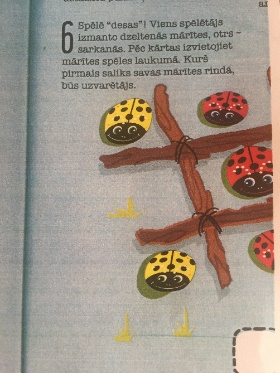 6 Spēlē “desas”! Viens spēlētājs
izmanto dzeltenās mārītes, otrs –
sarkanās. Pēc kārtas izvietojiet
mārītes spēles laukumā. Kurš
pirmais saliks savas mārītes rindā,
būs uzvarētājs.